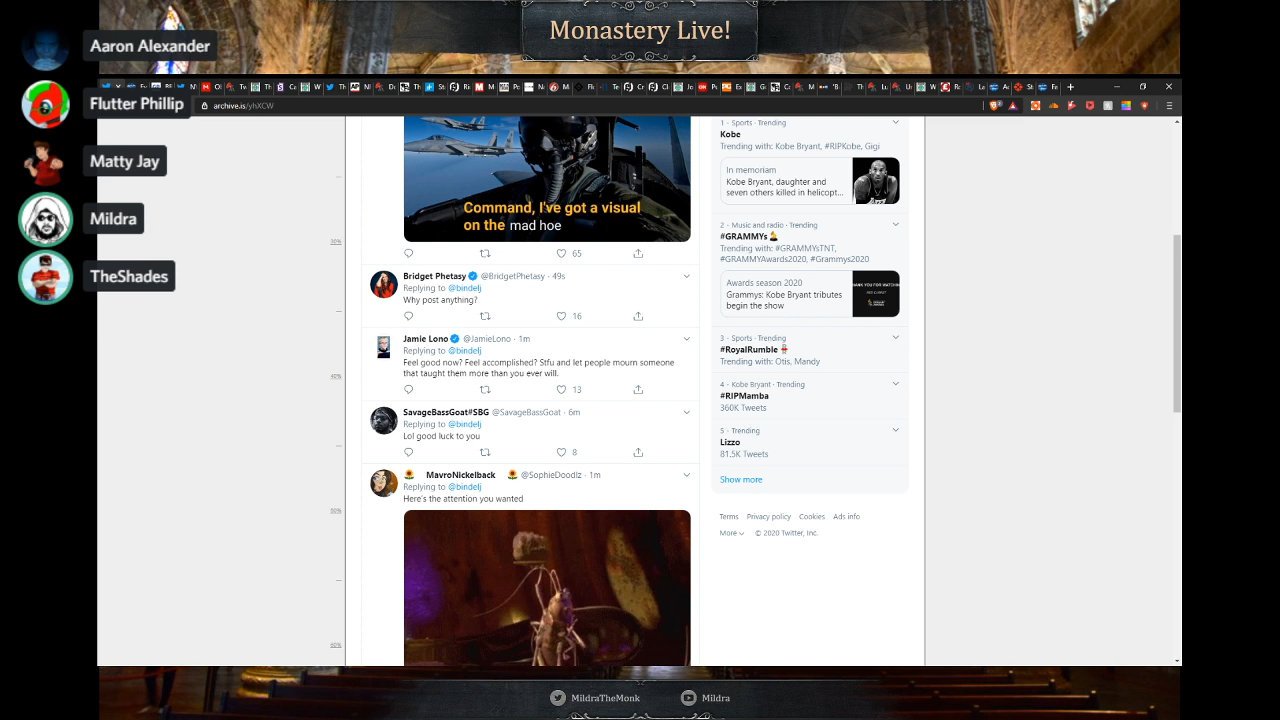 Monastery Live!
Aaron Alexander
Flutter Phillip
Matty Jay
Mildra
TheShades
archive.is/yhXCW
Command, I've got a visual
on the mad hoe
65
Bridget Phetasy @BridgetPhetasy · 49s
Replying to @bindelj
Why post anything?
16
Jamie Lono @JamieLono · 1m
Replying to @bindelj
Feel good now? Feel accomplished? Stfu and let people mourn someone
that taught them more than you ever will.
13
SavageBassGoat#SBG @SavageBassGoat · 6m
Replying to @bindelj
Lol good luck to you
8
MavroNickelback @SophieDoodlz · 1m
Replying to @bindelj
Here's the attention you wanted
30%
40%
50%
60%
1 · Sports · Trending
Kobe
Trending with: Kobe Bryant, #RIPKobe, Gigi
In memoriam
Kobe Bryant, daughter and
seven others killed in helicopt...
2 · Music and radio · Trending
#GRAMMYs
Trending with: #GRAMMYsTNT,
#GRAMMYAwards2020, #Grammys2020
Awards season 2020
Grammys: Kobe Bryant tributes
begin the show
3 · Sports · Trending
#RoyalRumble
Trending with: Otis, Mandy
4 · Kobe Bryant · Trending
#RIPMamba
360K Tweets
5 · Trending
Lizzo
81.5K Tweets
Show more
Terms Privacy policy Cookies Ads info
More © 2020 Twitter, Inc.
MildraTheMonk
Mildra